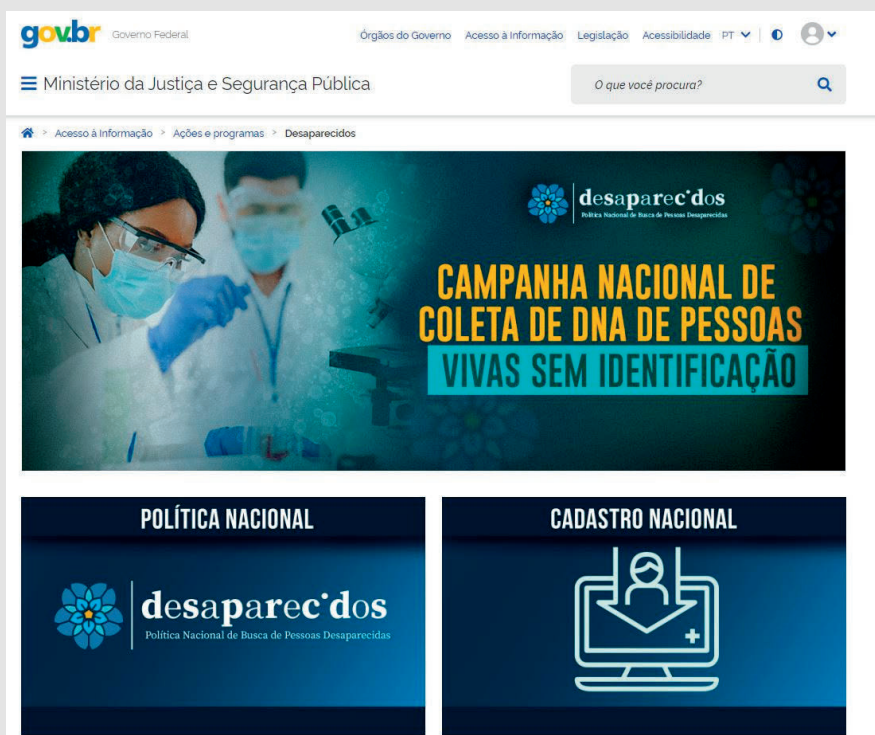 gov.br Governo Federal
Órgãos do Governo Acesso à Informação Legislação Acessibilidade PT
Ministério da Justiça e Segurança Pública
O que você procura?
Acesso à Informação > Ações e programas > Desaparecidos
desaparecidos
Política Nacional de Busca de Pessoas Desaparecidas
CAMPANHA NACIONAL DE
COLETA DE DNA DE PESSOAS
VIVAS SEM IDENTIFICAÇÃO
POLÍTICA NACIONAL
desaparecidos
Política Nacional de Busca de Pessoas Desaparecidas
CADASTRO NACIONAL